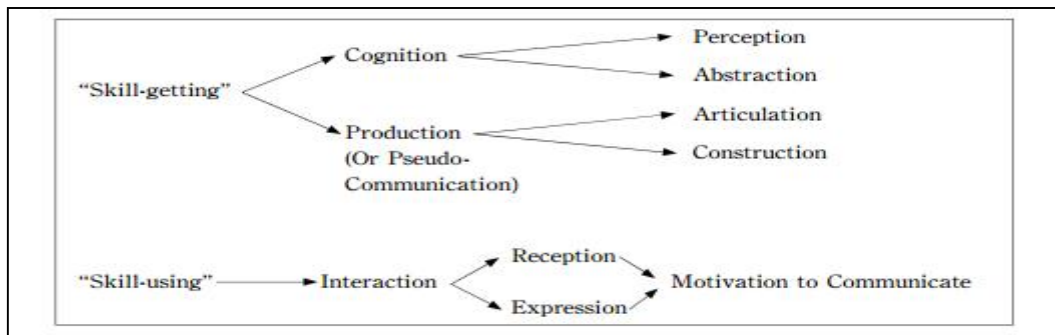 Perception
Cognition
Abstraction
“Skill-getting”
Articulation
Production
(Or Pseudo-
Construction
Communication)
Reception
“Skill-using”
Interaction
Motivation to Communicate
Expression